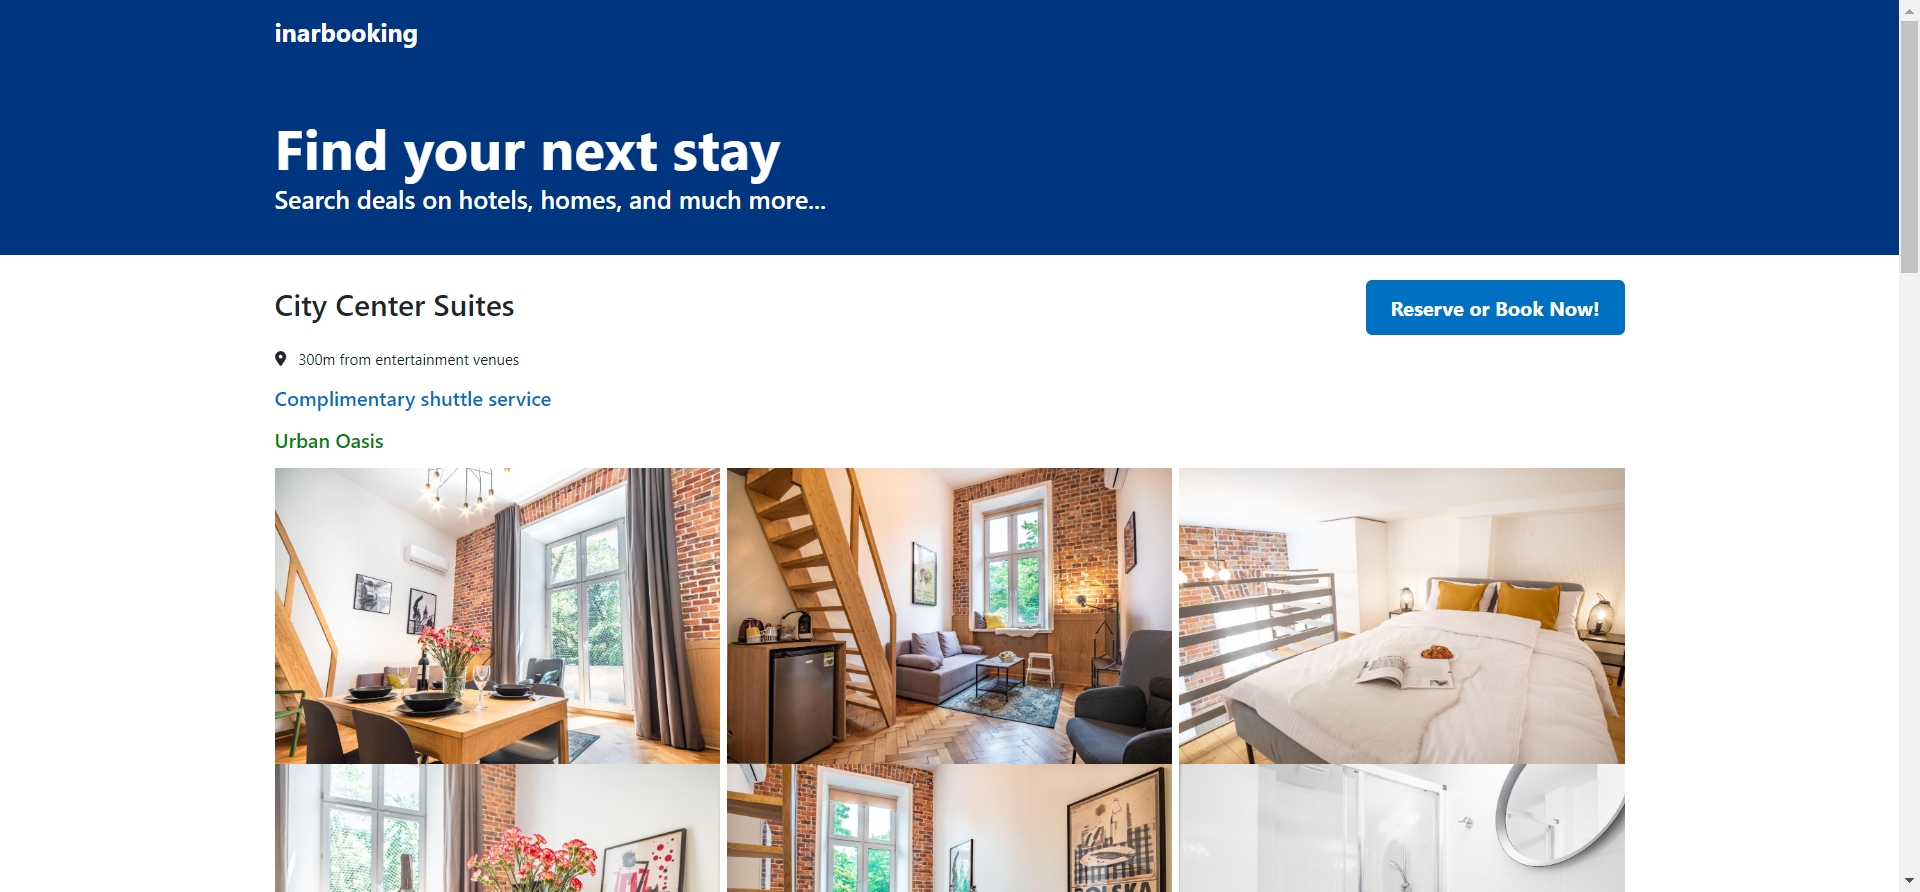 inarbooking
Find your next stay
Search deals on hotels, homes, and much more...
City Center Suites
Reserve or Book Now!
300m from entertainment venues
Complimentary shuttle service
Urban Oasis
POLSKA